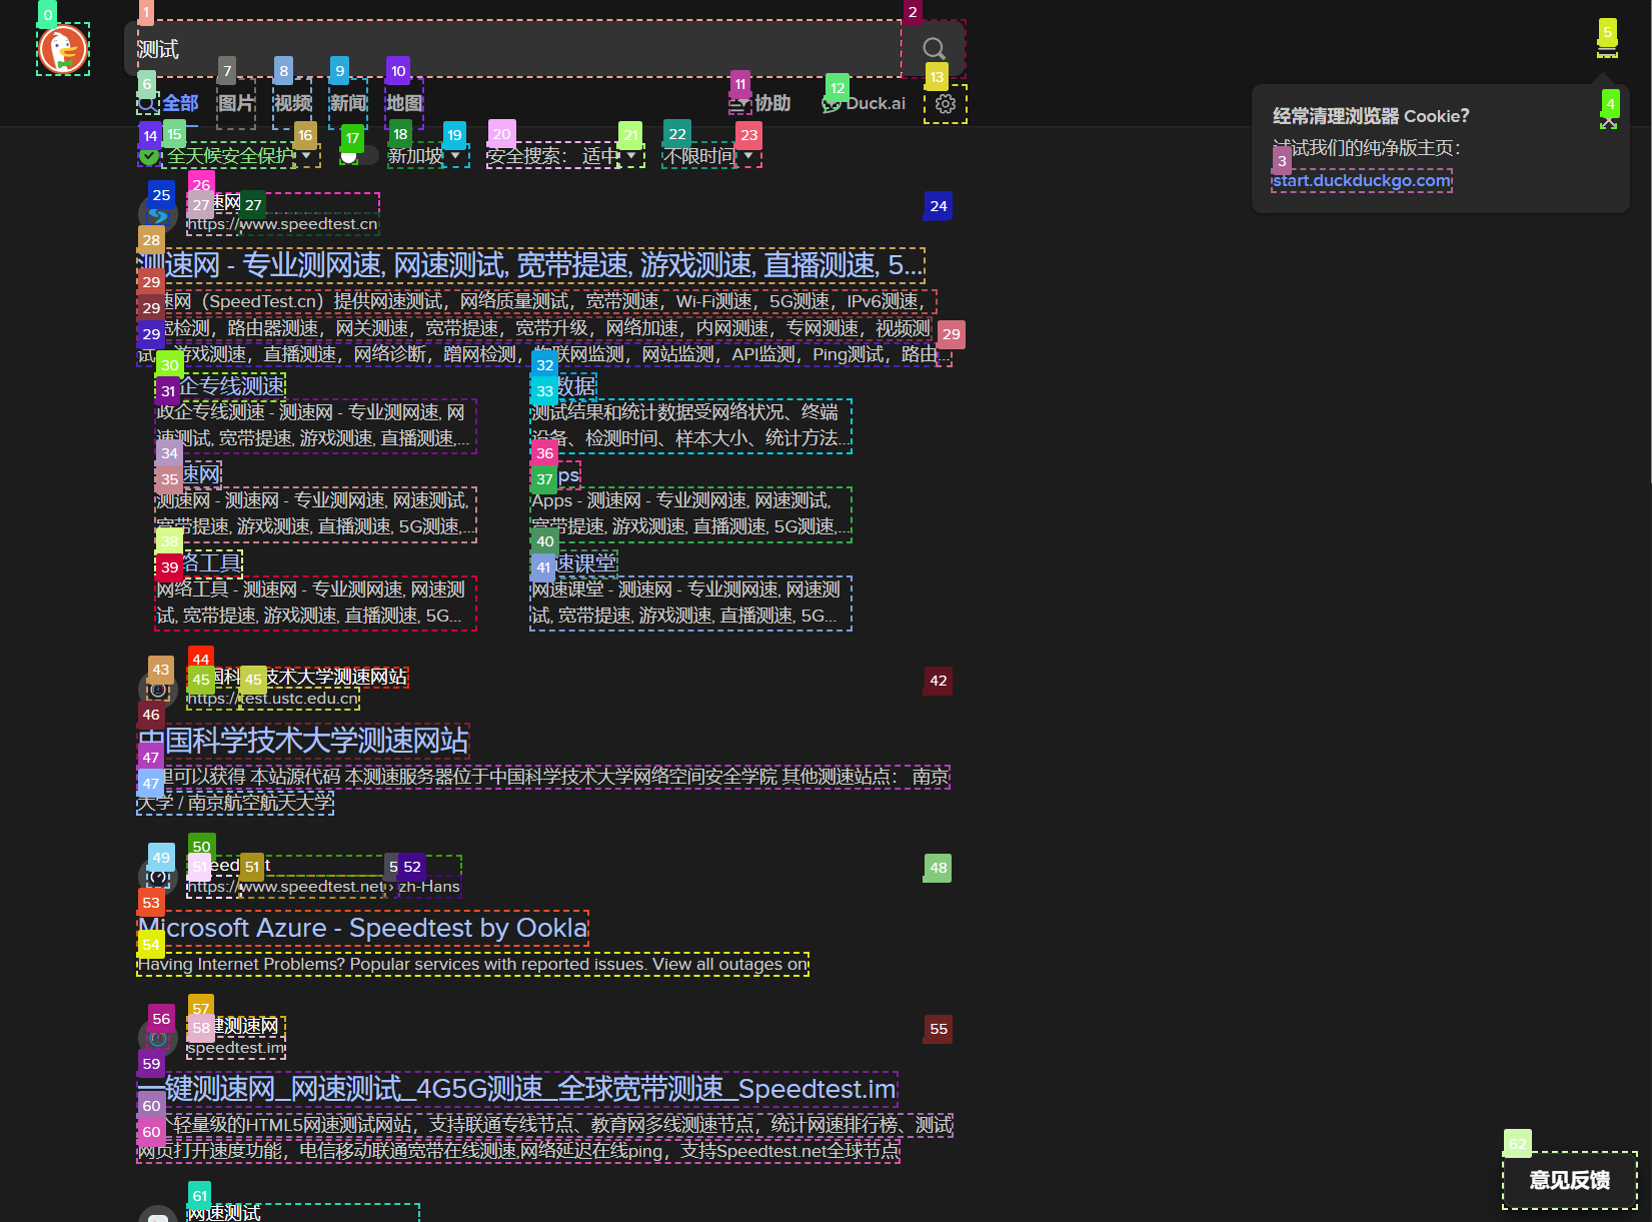 测试
全部 图片 视频 新闻 地图 协助 Duck.ai
全天候安全保护 新加坡 安全搜索： 适中 不限时间
经常清理浏览器 Cookie？
试试我们的纯净版主页：
start.duckduckgo.com
速网
https://www.speedtest.cn
测速网 - 专业测网速, 网速测试, 宽带提速, 游戏测速, 直播测速, 5...
速网（SpeedTest.cn）提供网速测试，网络质量测试，宽带测速，Wi-Fi测速，5G测速，IPv6测速，
宽检测，路由器测速，网关测速，宽带提速，宽带升级，网络加速，内网测速，专网测速，视频测
试，游戏测速，直播测速，网络诊断，蹭网检测，物联网监测，网站监测，API监测，Ping测试，路由...
企专线测速
政企专线测速 - 测速网 - 专业测网速, 网
速测试, 宽带提速, 游戏测速, 直播测速,...
数据
测试结果和统计数据受网络状况、终端
设备、检测时间、样本大小、统计方法...
速网
测速网 - 测速网 - 专业测网速, 网速测试,
宽带提速, 游戏测速, 直播测速, 5G测速,...
ps
Apps - 测速网 - 专业测网速, 网速测试,
宽带提速, 游戏测速, 直播测速, 5G测速,...
络工具
网络工具 - 测速网 - 专业测网速, 网速测
试, 宽带提速, 游戏测速, 直播测速, 5G...
速课堂
网速课堂 - 测速网 - 专业测网速, 网速测
试, 宽带提速, 游戏测速, 直播测速, 5G...
国科 技术大学测速网站
https://test.ustc.edu.cn
中国科学技术大学测速网站
里可以获得 本站源代码 本测速服务器位于中国科学技术大学网络空间安全学院 其他测速站点： 南京
大学 / 南京航空航天大学
https://www.speedtest.net › zh-Hans
Microsoft Azure - Speedtest by Ookla
Having Internet Problems? Popular services with reported issues. View all outages on
键测速网
speedtest.im
一键测速网_网速测试_4G5G测速_全球宽带测速_Speedtest.im
个轻量级的HTML5网速测试网站，支持联通专线节点、教育网多线测速节点，统计网速排行榜、测试
网页打开速度功能，电信移动联通宽带在线测速,网络延迟在线ping，支持Speedtest.net全球节点
网速测试
意见反馈